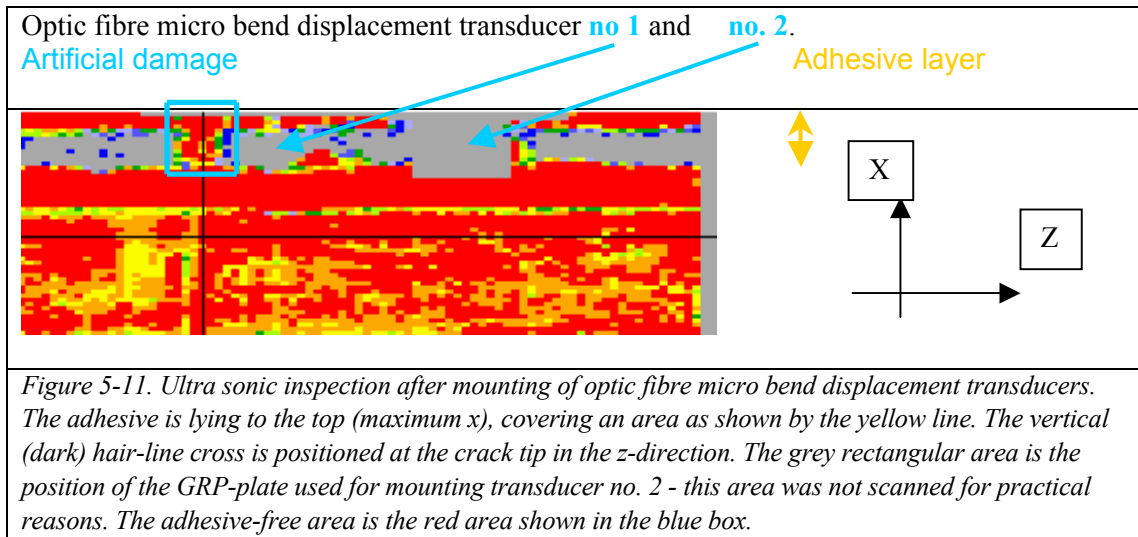 Optic fibre micro bend displacement transducer no 1 and no. 2.
Artificial damage Adhesive layer
X
Z
Figure 5-11. Ultra sonic inspection after mounting of optic fibre micro bend displacement transducers.
The adhesive is lying to the top (maximum x), covering an area as shown by the yellow line. The vertical
(dark) hair-line cross is positioned at the crack tip in the z-direction. The grey rectangular area is the
position of the GRP-plate used for mounting transducer no. 2 - this area was not scanned for practical
reasons. The adhesive-free area is the red area shown in the blue box.